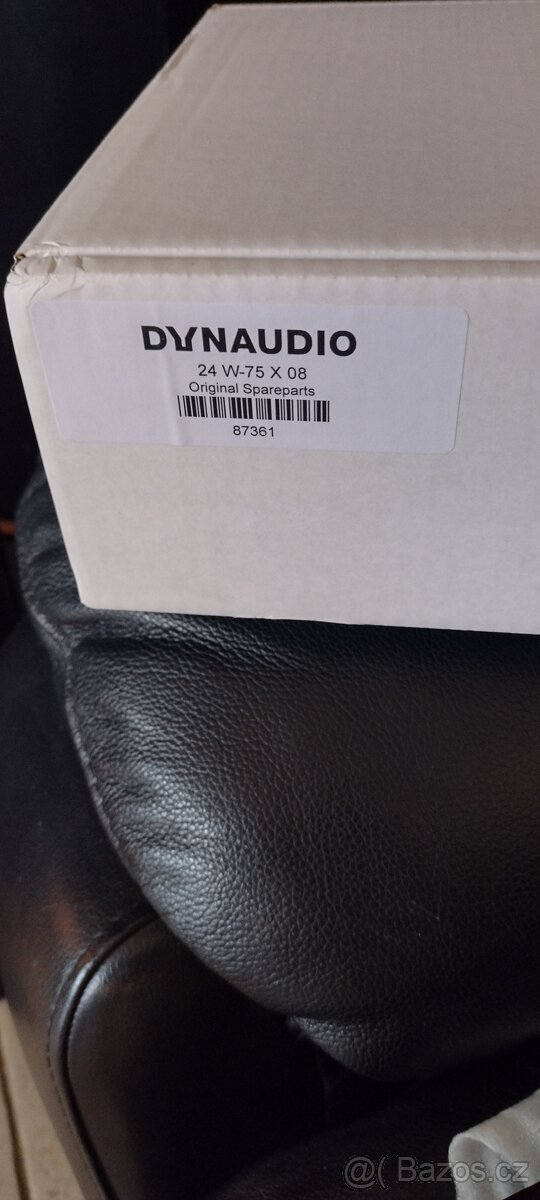 DYNAUDIO
24 W-75 X 08
Original Spareparts
87361
@ Bazos.cz